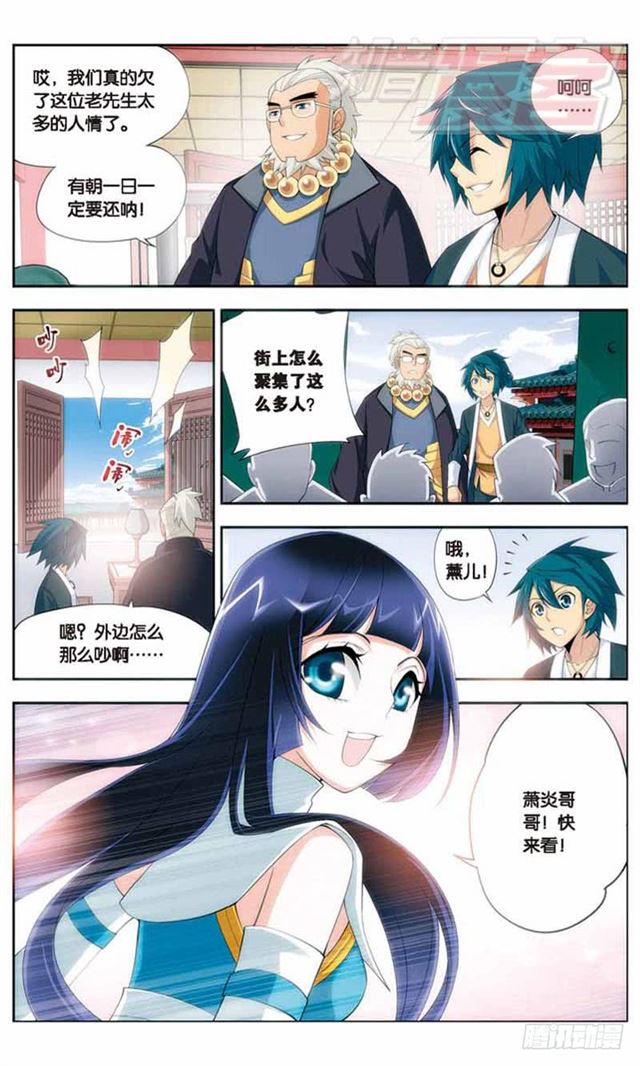 哎，我们真的欠
了这位老先生太
多的人情了。
有朝一日一
定要还呐！
呵呵
……
吵
吵
闹
闹
嗯？外边怎么
那么吵啊……
街上怎么
聚集了这
么多人？
哦，
薰儿！
萧炎哥
哥！快
来看！
腾讯动漫